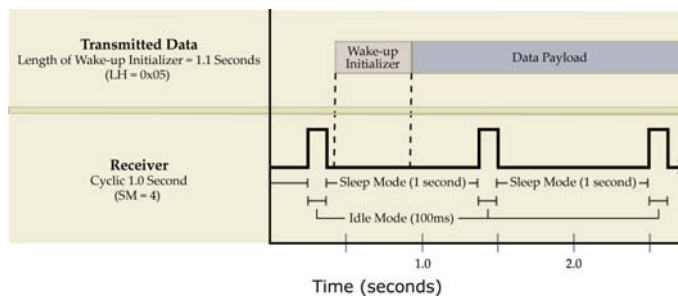 Transmitted Data
Length of Wake-up Initializer = 1.1 Seconds
(LH = 0x05)
Wake-up
Initializer
Data Payload
Receiver
Cyclic 1.0 Second
(SM = 4)
Sleep Mode (1 second)
Sleep Mode (1 second)
Idle Mode (100ms)
1.0
2.0
Time (seconds)